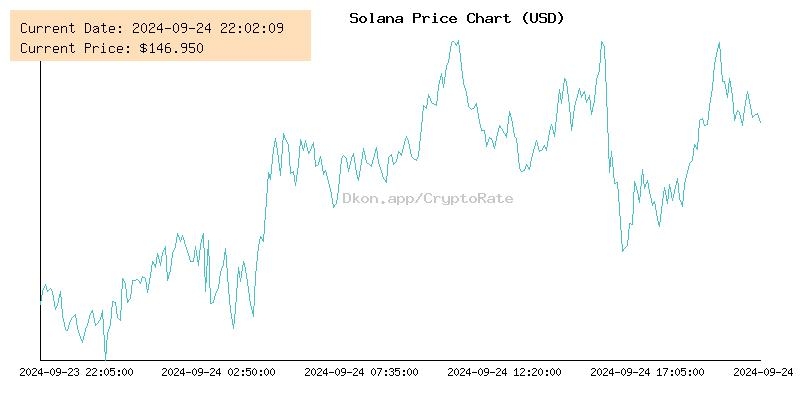 Solana Price Chart (USD)
Current Date: 2024-09-24 22:02:09
Current Price: $146.950
Dkon.app/CryptoRate
2024-09-23 22:05:00 2024-09-24 02:50:00 2024-09-24 07:35:00 2024-09-24 12:20:00 2024-09-24 17:05:00 2024-09-24